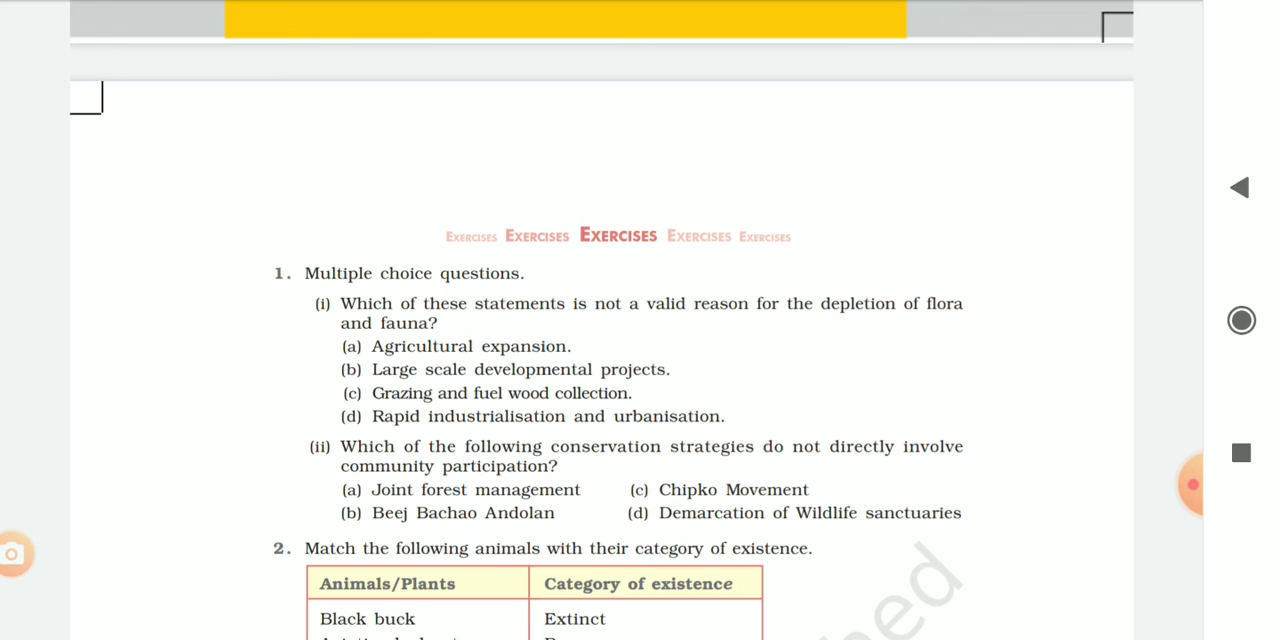 EXERCISES EXERCISES EXERCISES EXERCISES EXERCISES
1. Multiple choice questions.
(i) Which of these statements is not a valid reason for the depletion of flora
and fauna?
(a) Agricultural expansion.
(b) Large scale developmental projects.
(c) Grazing and fuel wood collection.
(d) Rapid industrialisation and urbanisation.
(ii) Which of the following conservation strategies do not directly involve
community participation?
(a) Joint forest management (c) Chipko Movement
(b) Beej Bachao Andolan (d) Demarcation of Wildlife sanctuaries
2. Match the following animals with their category of existence.
Animals/Plants Category of existence
Black buck Extinct